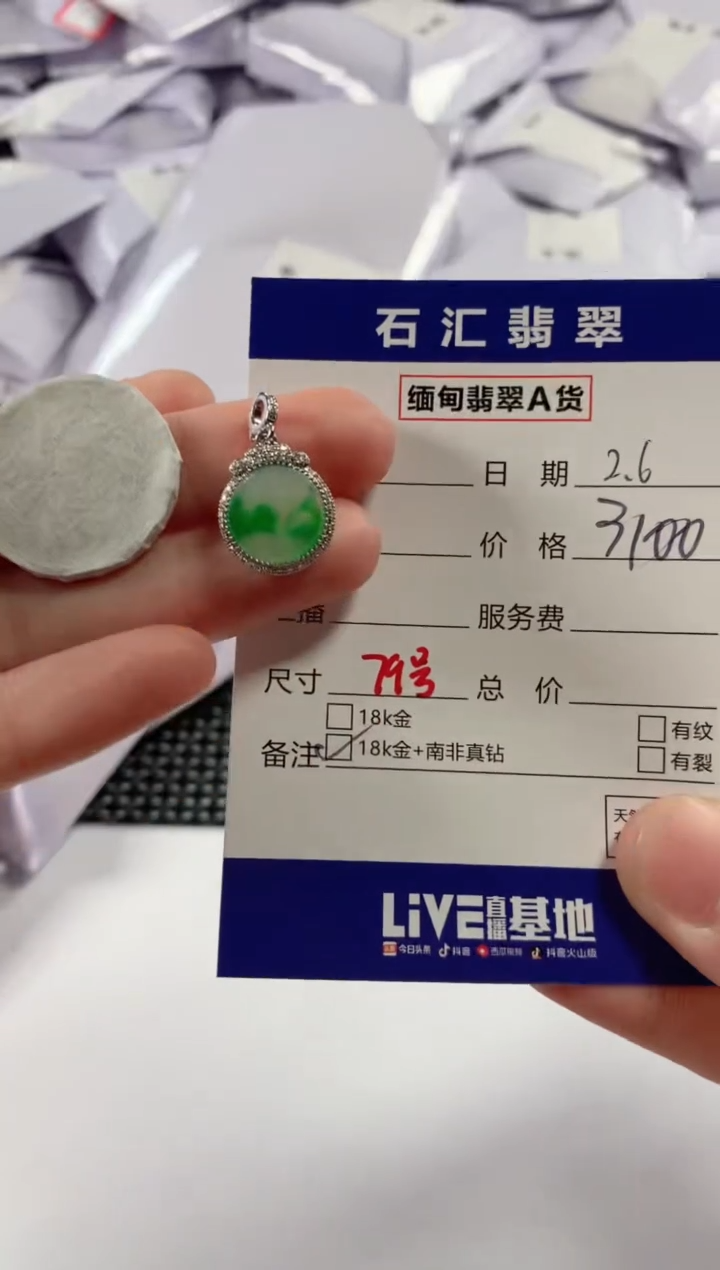 石汇翡翠
缅甸翡翠A货
日 期 2.6
价 格 3100
播 服务费
尺寸 79号 总 价
18k金 有纹
备注 18k金+南非真钻 有裂
LiVE直播基地
今日头条 抖音 西瓜视频 抖音火山版